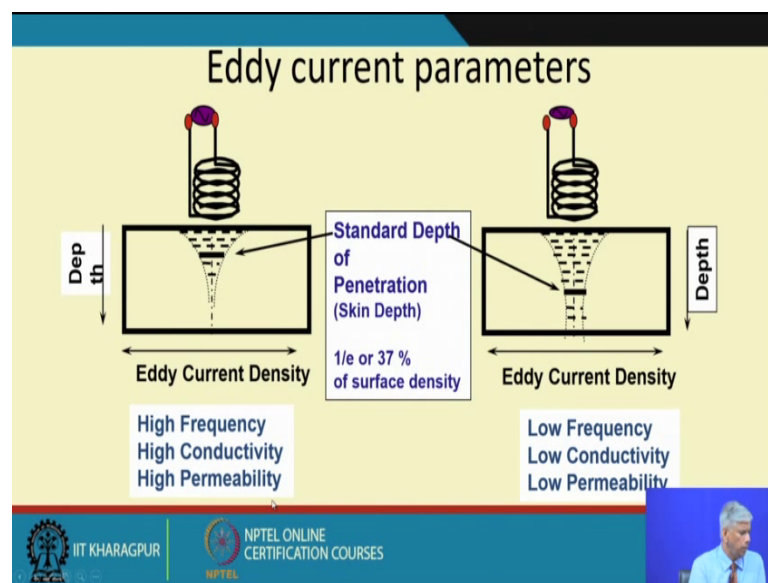 Eddy current parameters
Dep
th
Standard Depth
of
Penetration
(Skin Depth)
1/e or 37 %
of surface density
Depth
Eddy Current Density
Eddy Current Density
High Frequency
High Conductivity
High Permeability
Low Frequency
Low Conductivity
Low Permeability
IIT KHARAGPUR
NPTEL
NPTEL ONLINE
CERTIFICATION COURSES